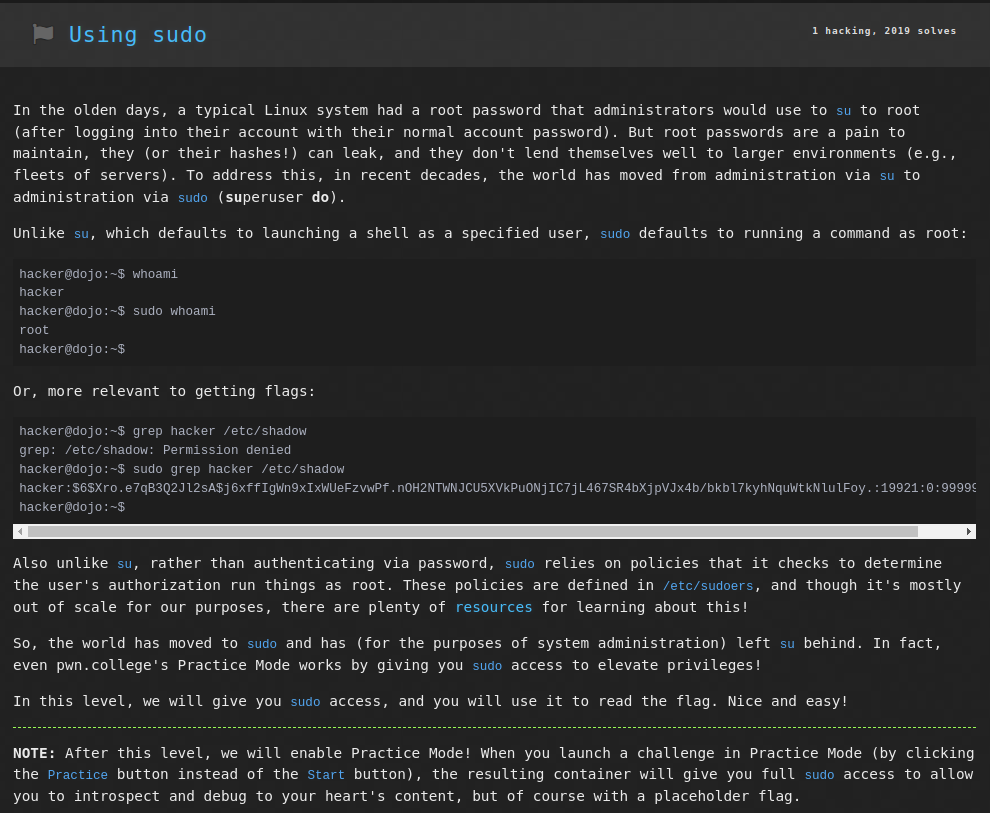 Using sudo
1 hacking, 2019 solves
In the olden days, a typical Linux system had a root password that administrators would use to su to root
(after logging into their account with their normal account password). But root passwords are a pain to
maintain, they (or their hashes!) can leak, and they don't lend themselves well to larger environments (e.g.,
fleets of servers). To address this, in recent decades, the world has moved from administration via su to
administration via sudo (superuser do).
Unlike su, which defaults to launching a shell as a specified user, sudo defaults to running a command as root:
hacker@dojo:~$ whoami
hacker
hacker@dojo:~$ sudo whoami
root
hacker@dojo:~$
Or, more relevant to getting flags:
hacker@dojo:~$ grep hacker /etc/shadow
grep: /etc/shadow: Permission denied
hacker@dojo:~$ sudo grep hacker /etc/shadow
hacker:$6$Xro.e7qB3Q2Jl2sA$j6xffIgWn9xIxWUeFzvwPf.nOH2NTWNJCU5XVkPuONjIC7jL467SR4bXjpVJx4b/bkbl7kyhNquWtkNlulFoy.:19921:0:99999
hacker@dojo:~$
Also unlike su, rather than authenticating via password, sudo relies on policies that it checks to determine
the user's authorization run things as root. These policies are defined in /etc/sudoers, and though it's mostly
out of scale for our purposes, there are plenty of resources for learning about this!
So, the world has moved to sudo and has (for the purposes of system administration) left su behind. In fact,
even pwn.college's Practice Mode works by giving you sudo access to elevate privileges!
In this level, we will give you sudo access, and you will use it to read the flag. Nice and easy!
NOTE: After this level, we will enable Practice Mode! When you launch a challenge in Practice Mode (by clicking
the Practice button instead of the Start button), the resulting container will give you full sudo access to allow
you to introspect and debug to your heart's content, but of course with a placeholder flag.